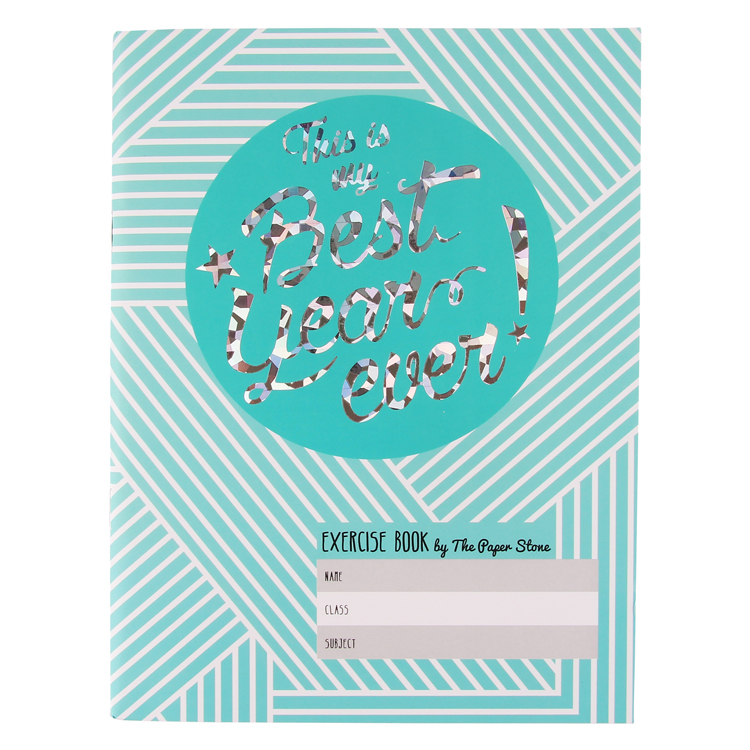 This is
my
Best
Year
ever!
EXERCISE BOOK by The Paper Stone
NAME
CLASS
SUBJECT